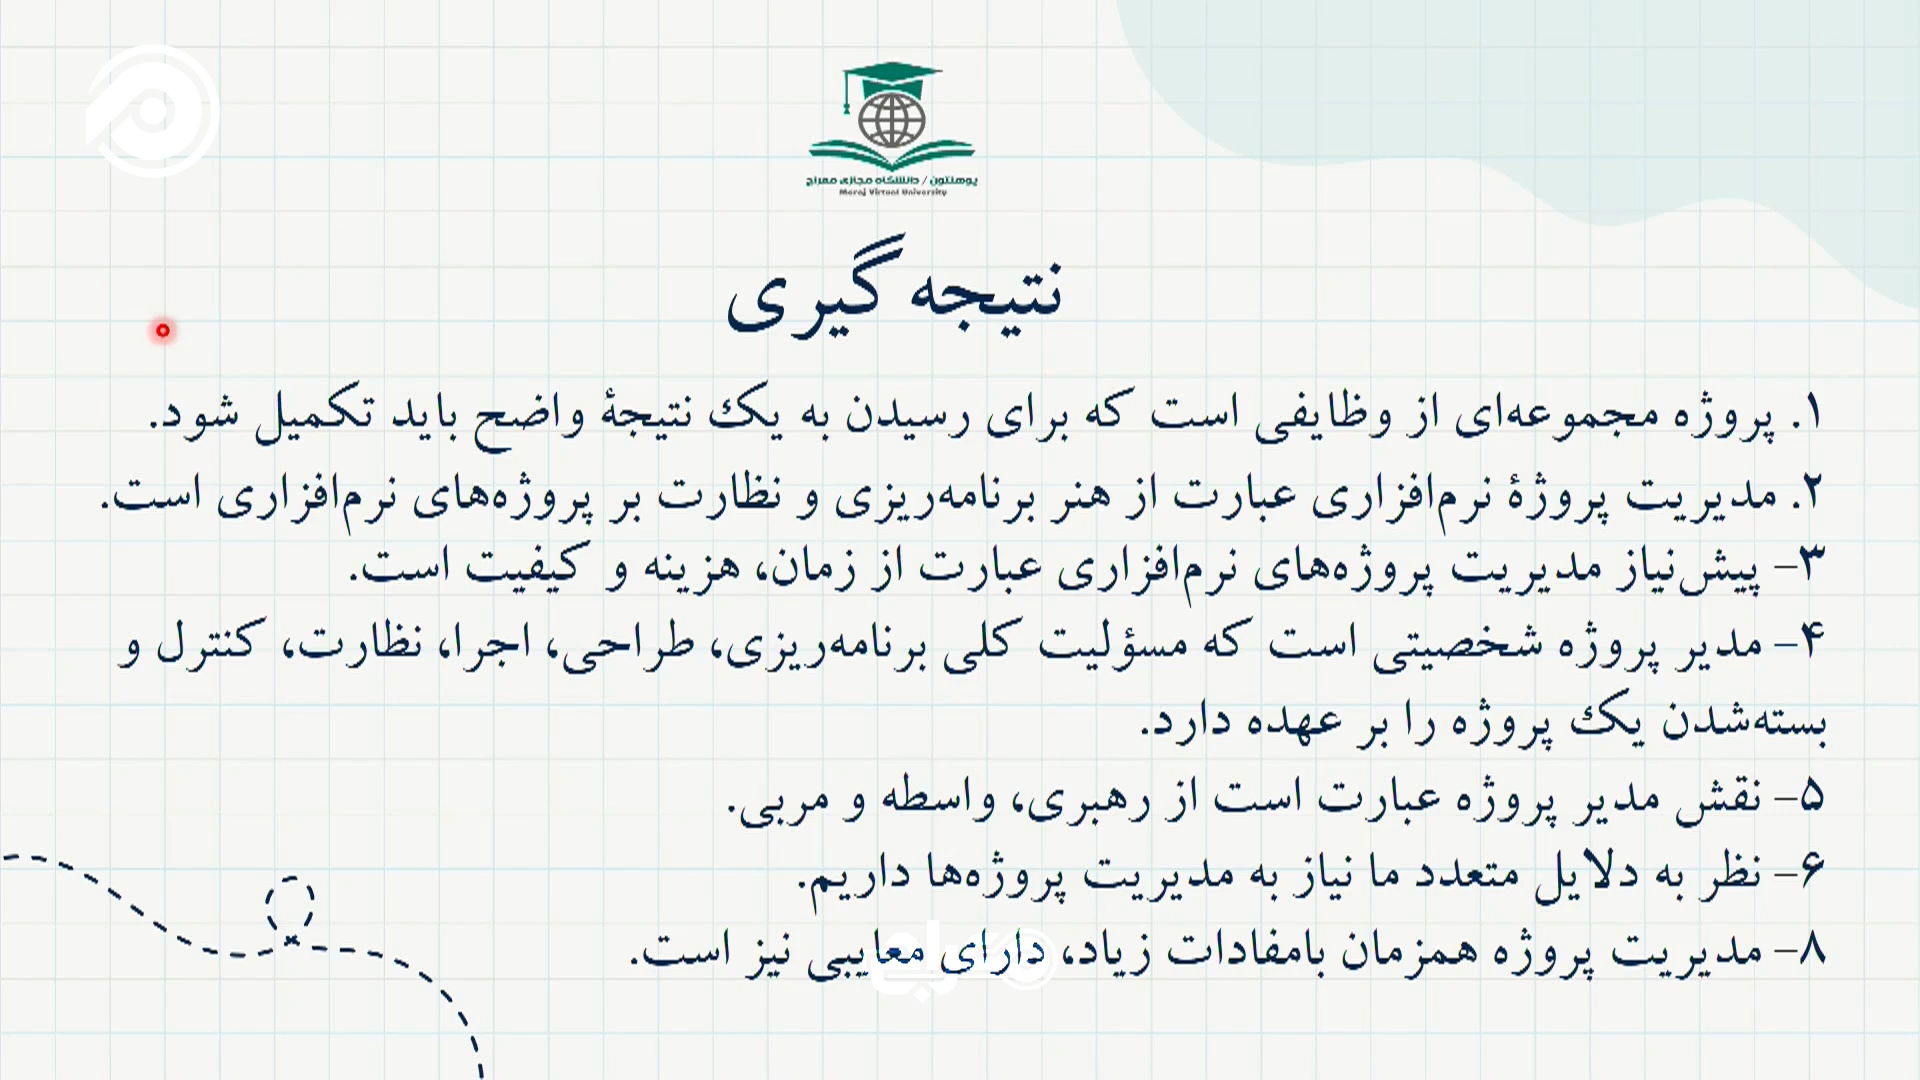 پوهنتون / دانشگاه مجازی معراج
Meraj Virtual University
نتیجه گیری
۱. پروژه مجموعه‌ای از وظایفی است که برای رسیدن به یک نتیجۀ واضح باید تکمیل شود.
۲. مدیریت پروژۀ نرم‌افزاری عبارت از هنر برنامه‌ریزی و نظارت بر پروژه‌های نرم‌افزاری است.
۳- پیش‌نیاز مدیریت پروژه‌های نرم‌افزاری عبارت از زمان، هزینه و کیفیت است.
۴- مدیر پروژه شخصیتی است که مسؤلیت کلی برنامه‌ریزی، طراحی، اجرا، نظارت، کنترل و
بسته‌شدن یک پروژه را بر عهده دارد.
۵- نقش مدیر پروژه عبارت است از رهبری، واسطه و مربی.
۶- نظر به دلایل متعدد ما نیاز به مدیریت پروژه‌ها داریم.
۸- مدیریت پروژه همزمان بامفادات زیاد، دارای معایبی نیز است.